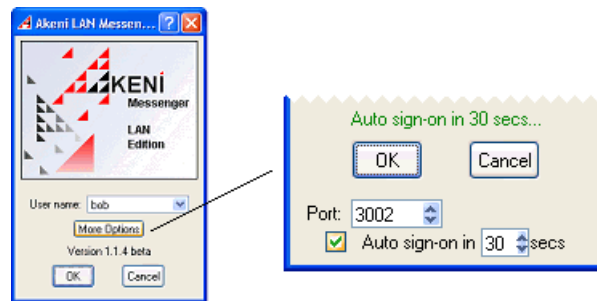 Akeni LAN Messen...
AKENI
Messenger
LAN
Edition
User name: bob
More Options
Version 1.1.4 beta
OK Cancel
Auto sign-on in 30 secs...
OK Cancel
Port: 3002
Auto sign-on in 30 secs